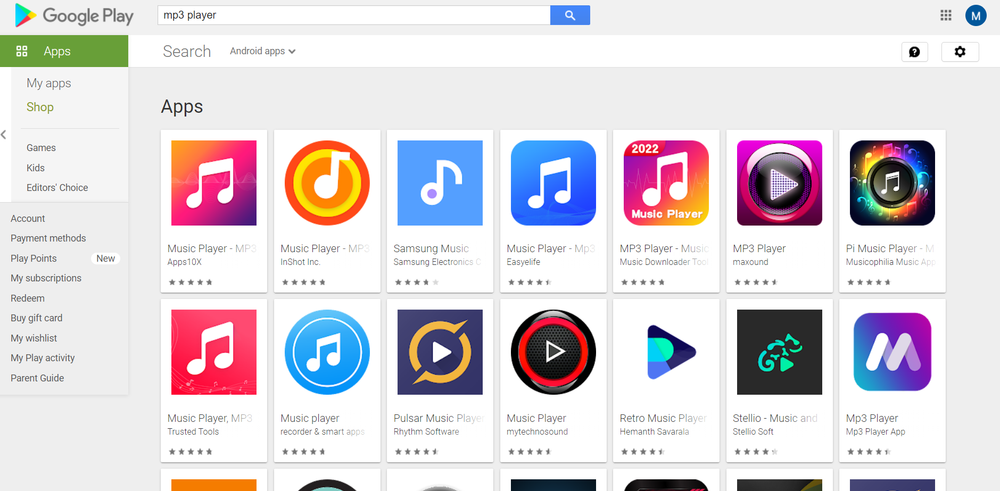 Google Play
mp3 player
M
Apps
Search
Android apps
My apps
Shop
Games
Kids
Editors' Choice
Account
Payment methods
Play Points
New
My subscriptions
Redeem
Buy gift card
My wishlist
My Play activity
Parent Guide
Apps
2022
Music Player
Music Player - MP3
Apps10X
Music Player - MP3
InShot Inc.
Samsung Music
Samsung Electronics C
Music Player - Mp3
Easyelife
MP3 Player - Music
Music Downloader Tool
MP3 Player
maxound
Pi Music Player - M
Musicophilia Music App
Music Player, MP3
Trusted Tools
Music player
recorder & smart apps
Pulsar Music Player
Rhythm Software
Music Player
mytechnosound
Retro Music Player
Hemanth Savarala
Stellio - Music and
Stellio Soft
Mp3 Player
Mp3 Player App